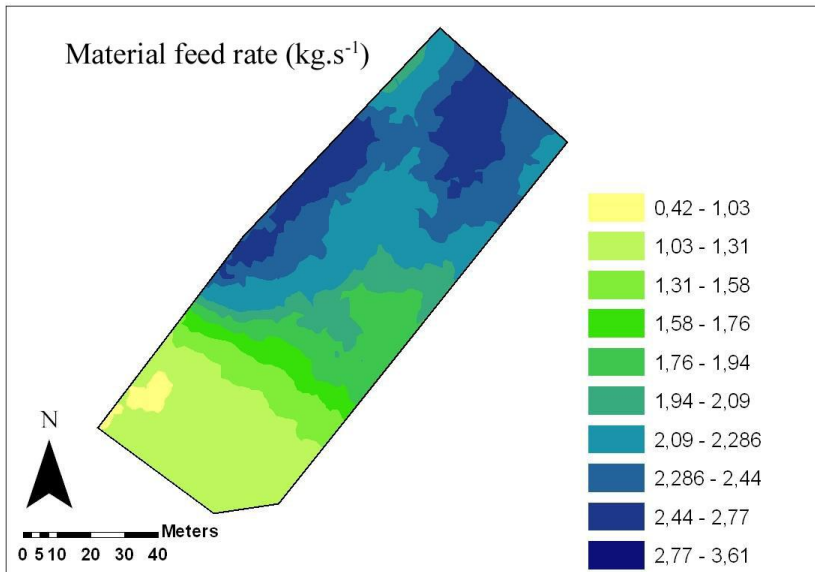 Material feed rate (kg.s⁻¹)
0,42 - 1,03
1,03 - 1,31
1,31 - 1,58
1,58 - 1,76
1,76 - 1,94
1,94 - 2,09
2,09 - 2,286
2,286 - 2,44
2,44 - 2,77
2,77 - 3,61
N
Meters
0 5 10 20 30 40